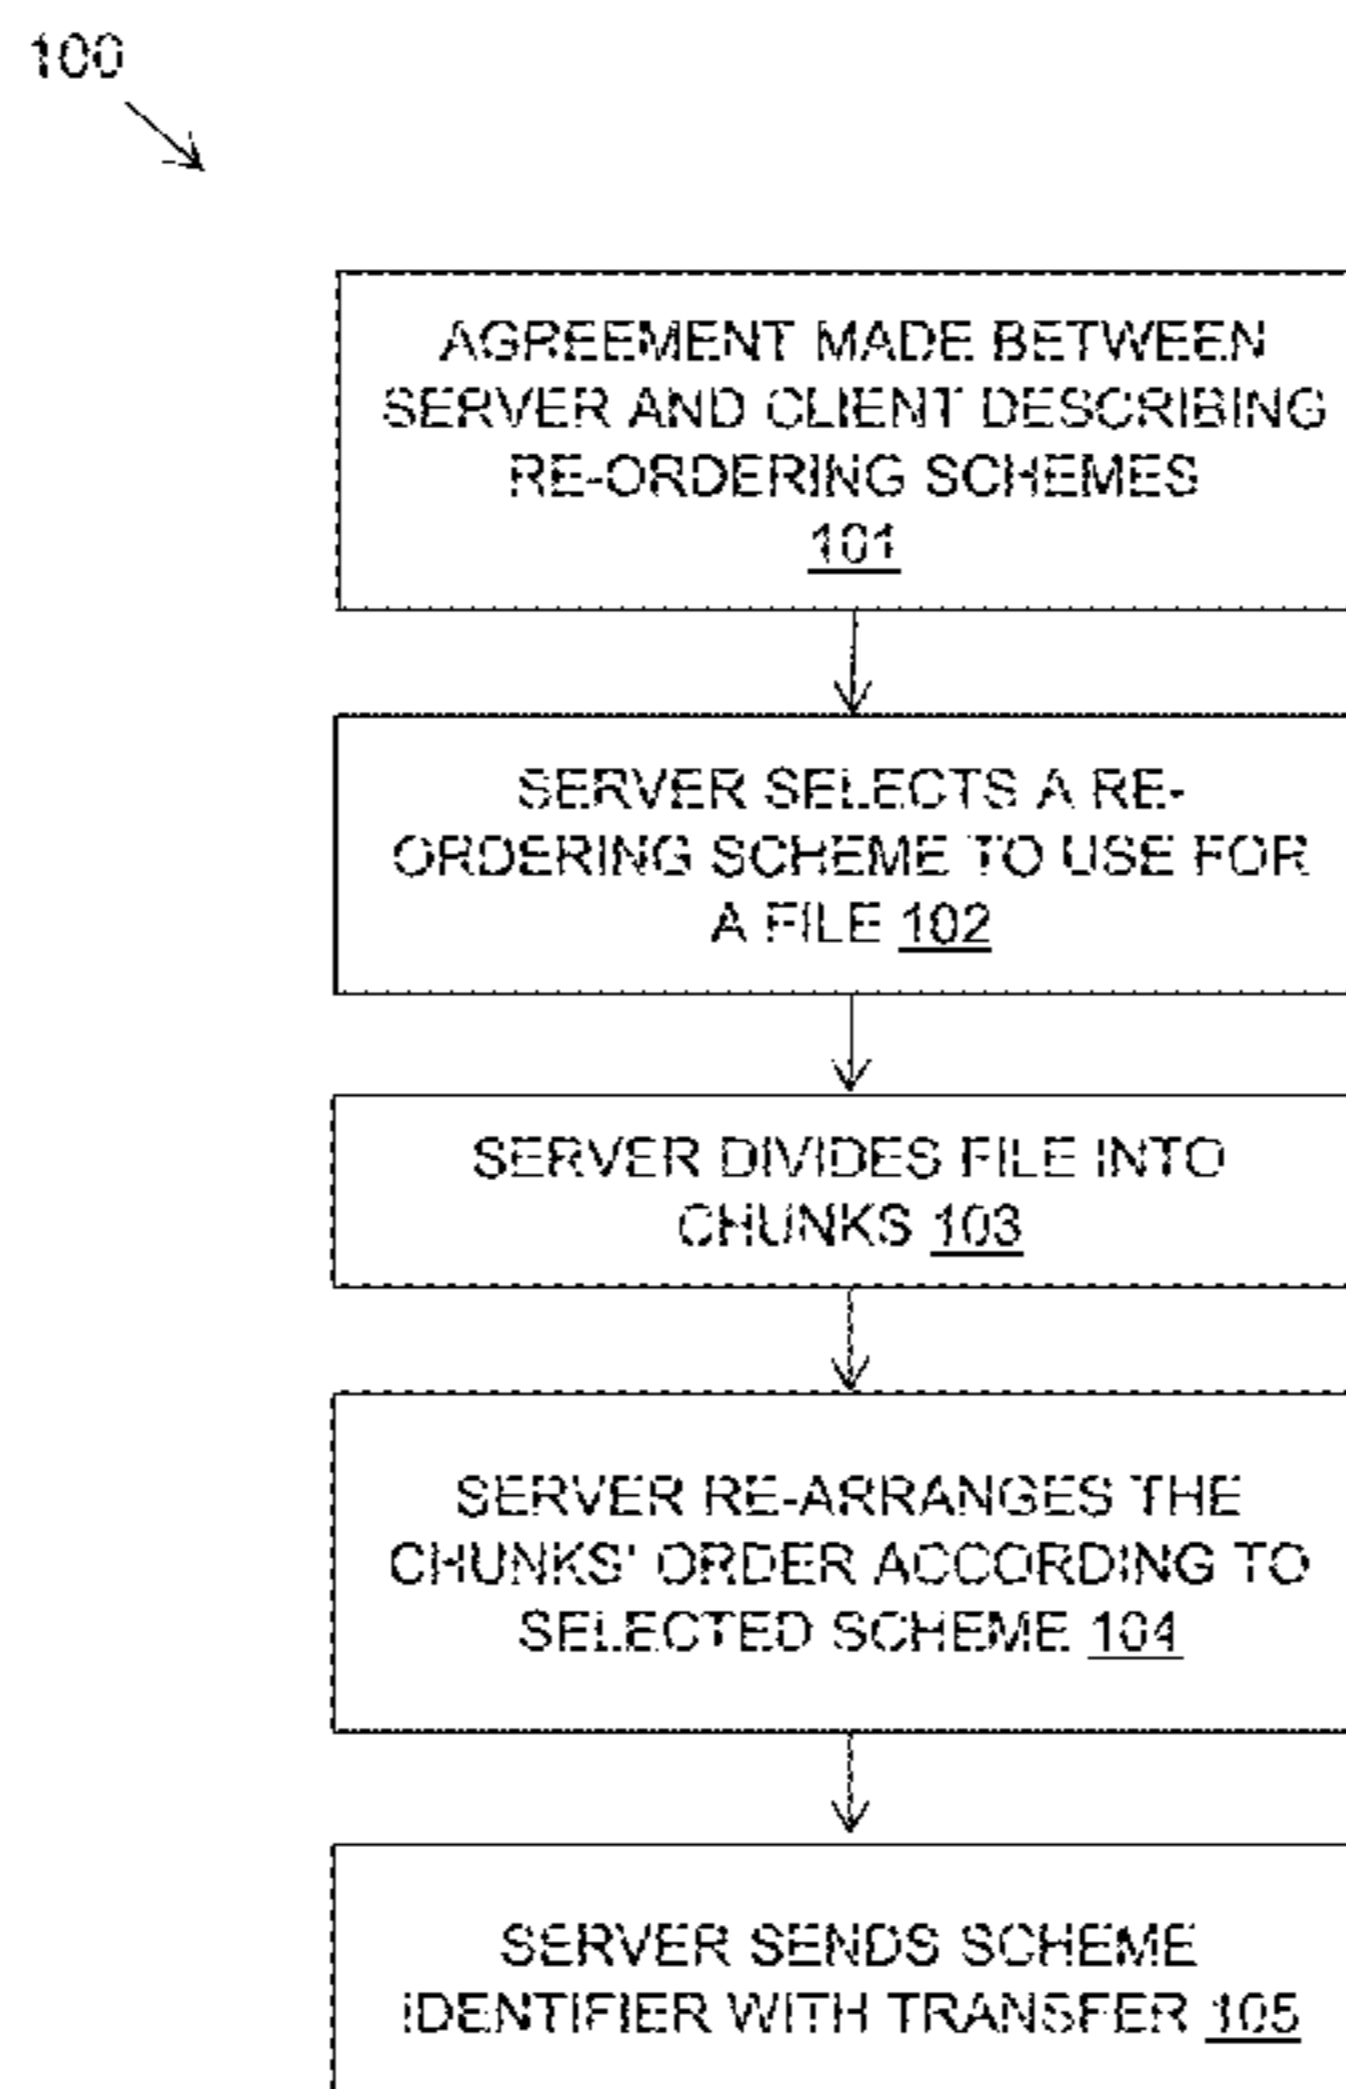 100
AGREEMENT MADE BETWEEN
SERVER AND CLIENT DESCRIBING
RE-ORDERING SCHEMES
101
SERVER SELECTS A RE-
ORDERING SCHEME TO USE FOR
A FILE 102
SERVER DIVIDES FILE INTO
CHUNKS 103
SERVER RE-ARRANGES THE
CHUNKS' ORDER ACCORDING TO
SELECTED SCHEME 104
SERVER SENDS SCHEME
IDENTIFIER WITH TRANSFER 105